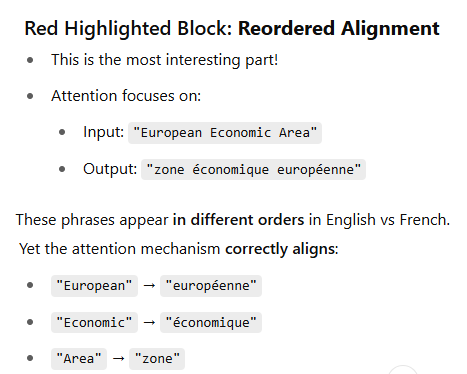 Red Highlighted Block: Reordered Alignment
• This is the most interesting part!
• Attention focuses on:
• Input: "European Economic Area"
• Output: "zone économique européenne"
These phrases appear in different orders in English vs French.
Yet the attention mechanism correctly aligns:
• "European" → "européenne"
• "Economic" → "économique"
• "Area" → "zone"